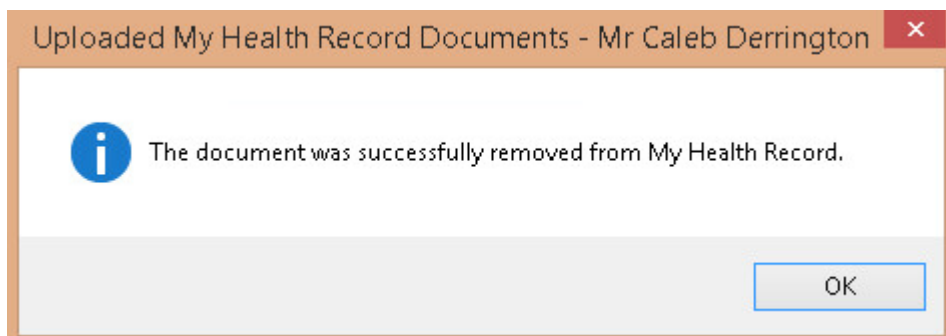 Uploaded My Health Record Documents - Mr Caleb Derrington
The document was successfully removed from My Health Record.
OK